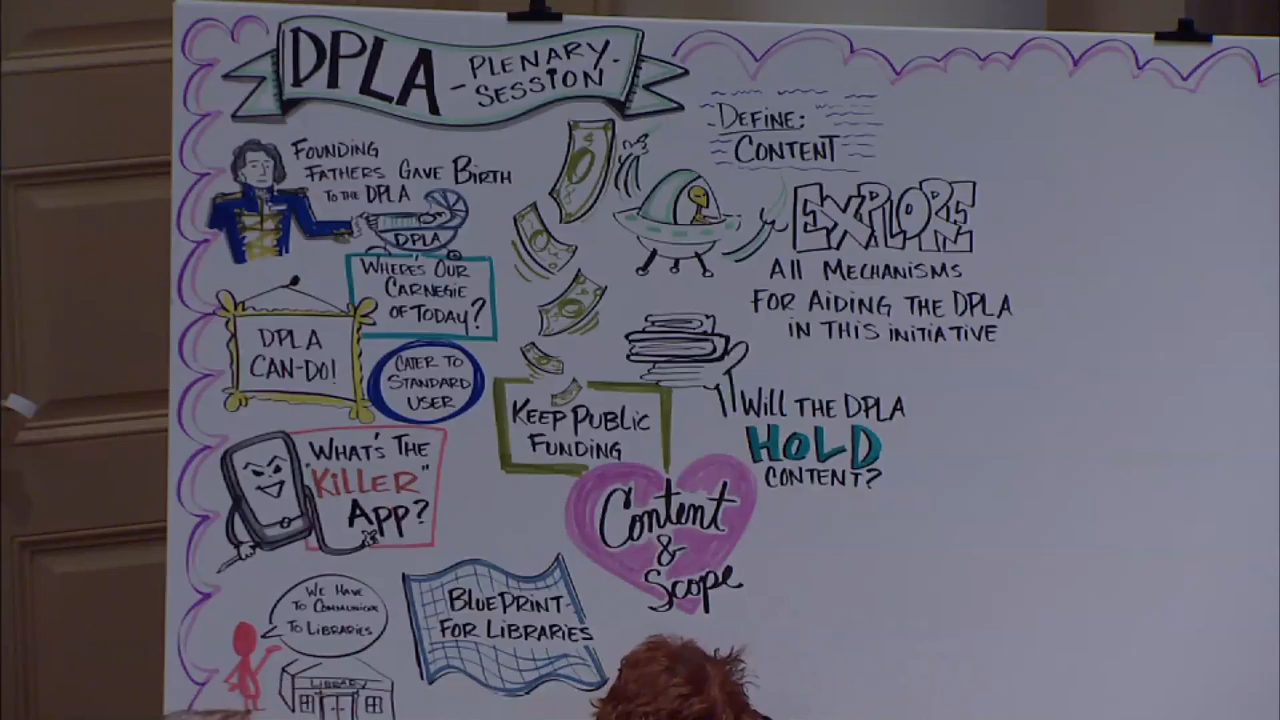 DPLA
- PLENARY -
SESSION
FOUNDING
FATHERS GAVE BIRTH
TO THE DPLA
DPLA
WHERE'S OUR
CARNEGIE
OF TODAY?
DPLA
CAN-DO!
CATER TO
STANDARD
USER
WHAT'S THE
"KILLER"
APP?
WE HAVE
TO COMMUNICATE
TO LIBRARIES
LIBRARY
BLUEPRINT
FOR LIBRARIES
KEEP PUBLIC
FUNDING
Content
&
Scope
DEFINE:
CONTENT
EXPLORE
ALL MECHANISMS
FOR AIDING THE DPLA
IN THIS INITIATIVE
WILL THE DPLA
HOLD
CONTENT?